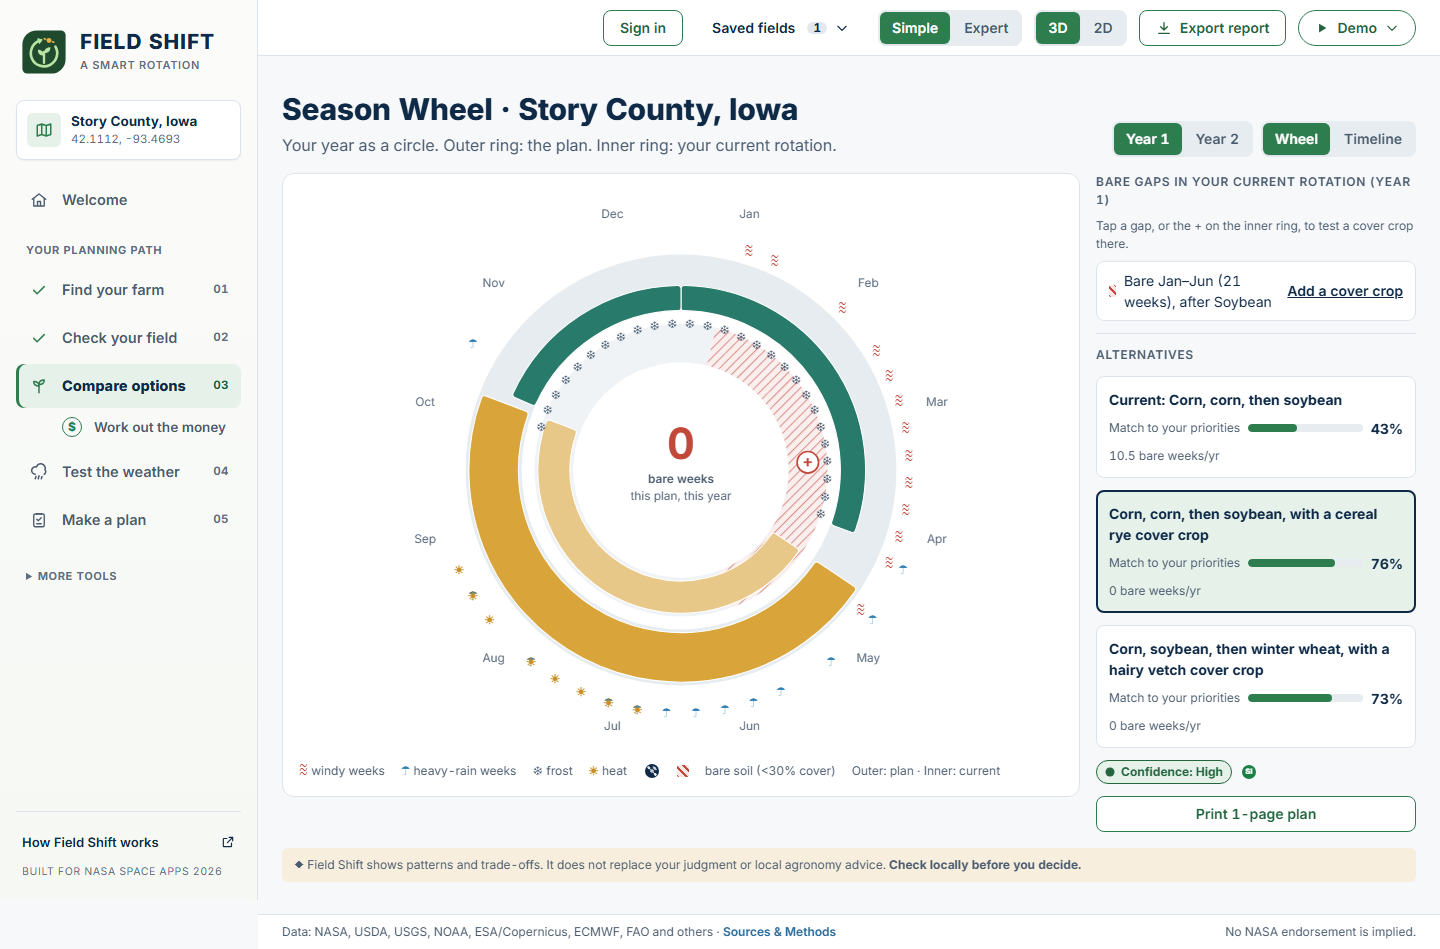 FIELD SHIFT
A SMART ROTATION
Sign in
Saved fields 1
Simple Expert
3D 2D
Export report
Demo
Story County, Iowa
42.1112, -93.4693
Welcome
YOUR PLANNING PATH
Find your farm 01
Check your field 02
Compare options 03
$ Work out the money
Test the weather 04
Make a plan 05
MORE TOOLS
How Field Shift works
BUILT FOR NASA SPACE APPS 2026
Season Wheel · Story County, Iowa
Your year as a circle. Outer ring: the plan. Inner ring: your current rotation.
Year 1 Year 2
Wheel Timeline
Dec Jan
Nov Feb
Oct Mar
0
bare weeks
this plan, this year
Sep Apr
Aug May
Jul Jun
windy weeks heavy-rain weeks frost heat bare soil (<30% cover) Outer: plan · Inner: current
BARE GAPS IN YOUR CURRENT ROTATION (YEAR
1)
Tap a gap, or the + on the inner ring, to test a cover crop
there.
Bare Jan–Jun (21
weeks), after Soybean
Add a cover crop
ALTERNATIVES
Current: Corn, corn, then soybean
Match to your priorities 43%
10.5 bare weeks/yr
Corn, corn, then soybean, with a cereal
rye cover crop
Match to your priorities 76%
0 bare weeks/yr
Corn, soybean, then winter wheat, with a
hairy vetch cover crop
Match to your priorities 73%
0 bare weeks/yr
Confidence: High
Print 1-page plan
Field Shift shows patterns and trade-offs. It does not replace your judgment or local agronomy advice. Check locally before you decide.
Data: NASA, USDA, USGS, NOAA, ESA/Copernicus, ECMWF, FAO and others · Sources & Methods
No NASA endorsement is implied.